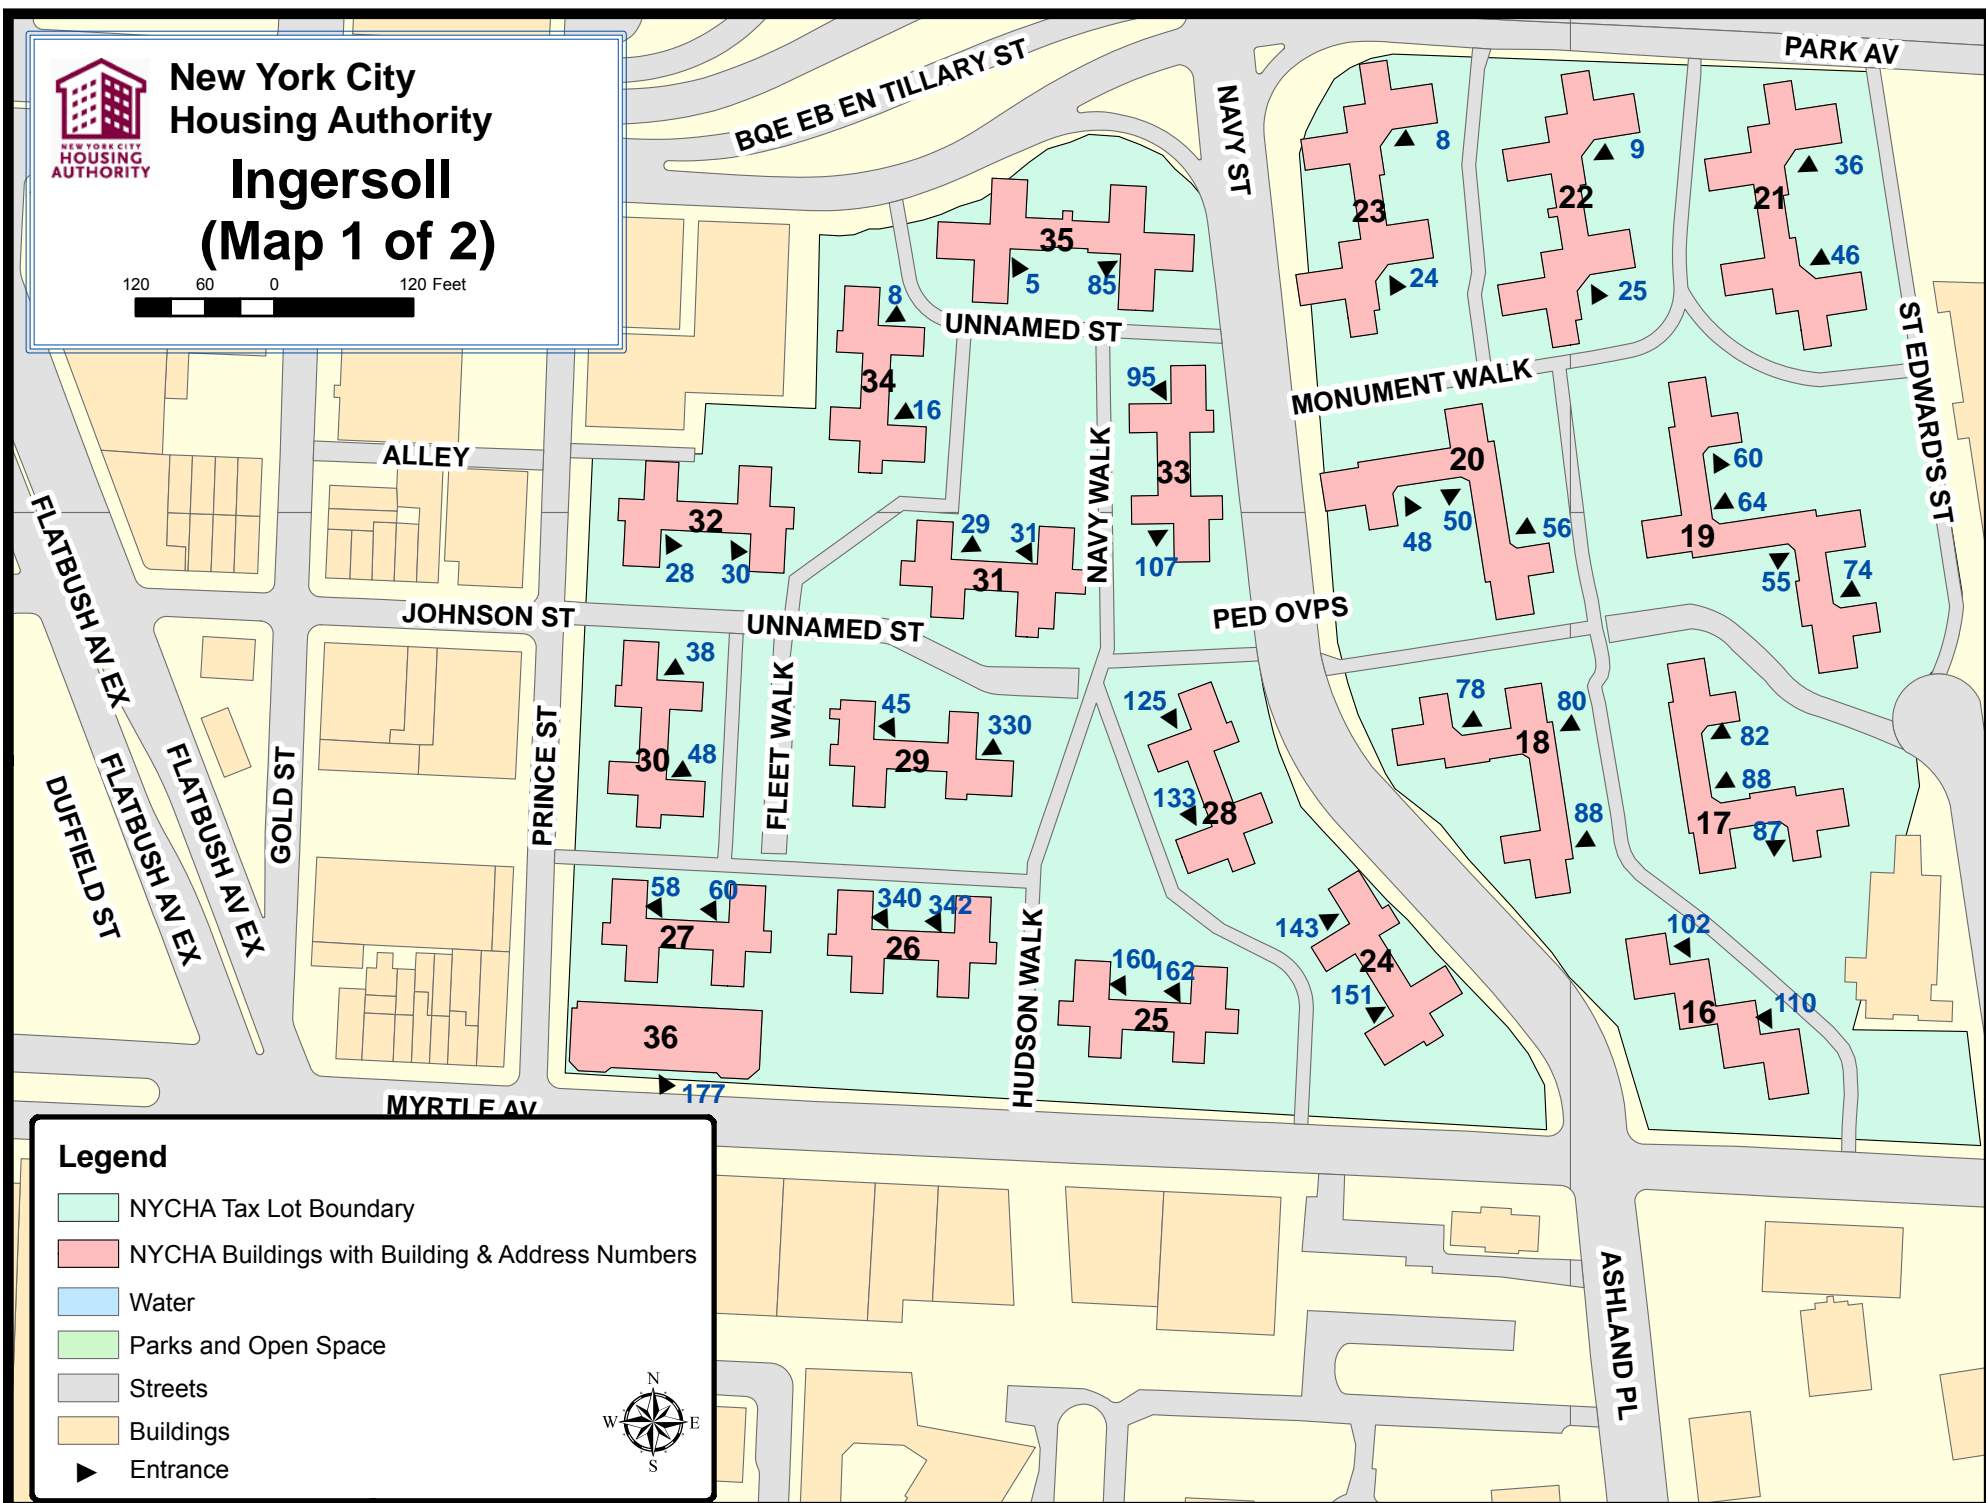 New York City
Housing Authority
NEW YORK CITY
HOUSING
AUTHORITY
Ingersoll
(Map 1 of 2)
120 60 0 120 Feet
BQE EB EN TILLARY ST
NAVY ST
PARK AV
8
9
36
23
22
21
46
24
25
35
5
85
8
UNNAMED ST
34
16
95
MONUMENT WALK
ST EDWARD'S ST
ALLEY
NAVY WALK
33
20
60
64
48
50
56
19
55
74
32
28
30
29
31
31
107
FLATBUSH AV EX
JOHNSON ST
UNNAMED ST
PED OVPS
38
30
48
FLEET WALK
45
330
29
125
133
28
78
80
18
88
82
88
17
87
PRINCE ST
GOLD ST
FLATBUSH AV EX
FLATBUSH AV EX
DUFFIELD ST
58
60
27
340
342
26
HUDSON WALK
160
162
25
143
24
151
102
16
110
36
177
MYRTLE AV
ASHLAND PL
Legend
NYCHA Tax Lot Boundary
NYCHA Buildings with Building & Address Numbers
Water
Parks and Open Space
Streets
Buildings
Entrance
N
W E
S